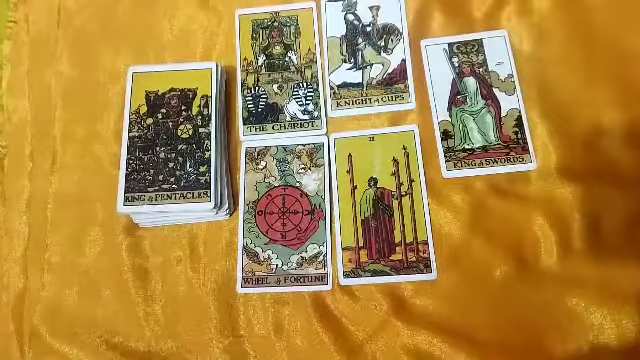 KING of PENTACLES.
THE CHARIOT.
KNIGHT of CUPS
KING of SWORDS.
WHEEL of FORTUNE